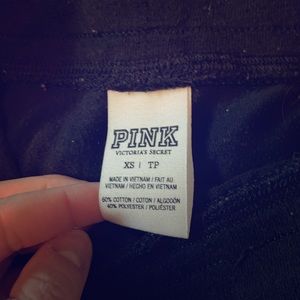 PINK
VICTORIA'S SECRET
XS | TP
MADE IN VIETNAM / FAIT AU
VIETNAM / HECHO EN VIETNAM
60% COTTON / COTON / ALGODÓN
40% POLYESTER / POLIÉSTER